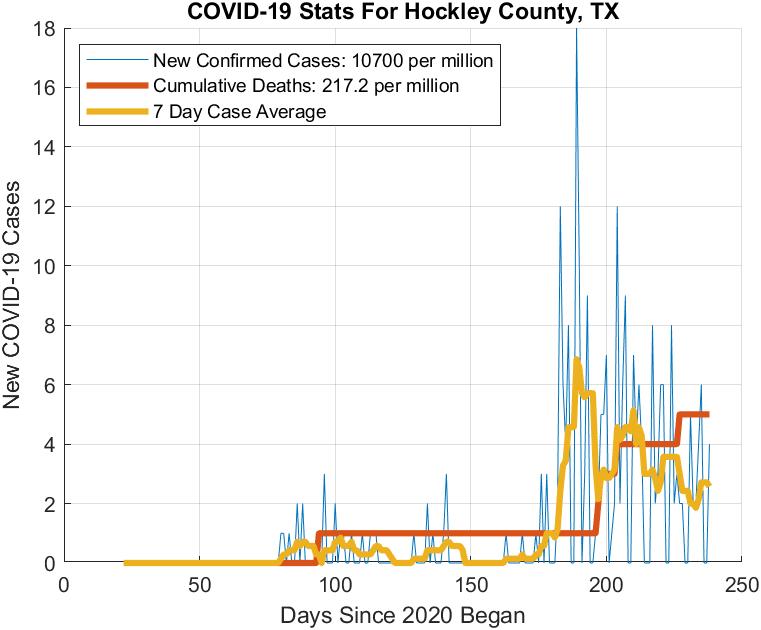 COVID-19 Stats For Hockley County, TX
New Confirmed Cases: 10700 per million
Cumulative Deaths: 217.2 per million
7 Day Case Average
New COVID-19 Cases
18
16
14
12
10
8
6
4
2
0
0 50 100 150 200 250
Days Since 2020 Began